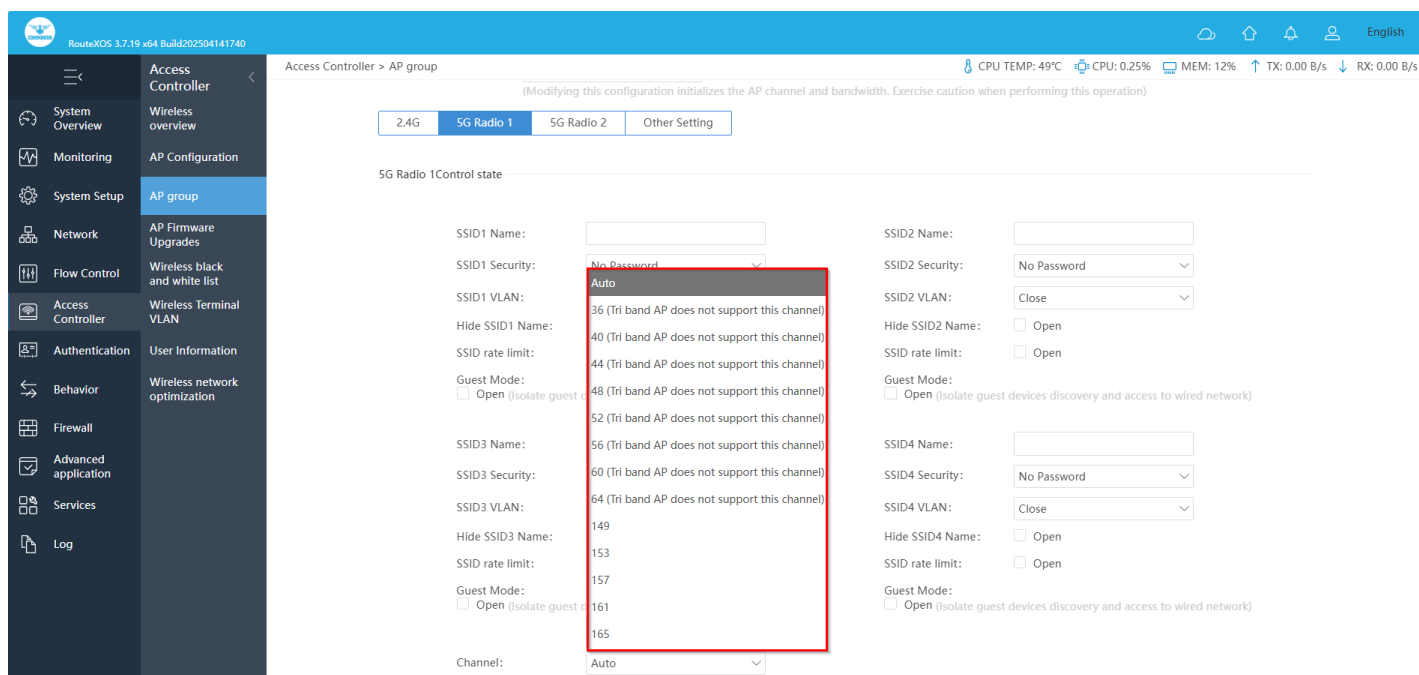 COMMANDO
RouteXOS 3.7.19 x64 Build202504141740
English
Access Controller
System Overview
Monitoring
System Setup
Network
Flow Control
Access Controller
Authentication
Behavior
Firewall
Advanced application
Services
Log
Wireless overview
AP Configuration
AP group
AP Firmware Upgrades
Wireless black and white list
Wireless Terminal VLAN
User Information
Wireless network optimization
Access Controller > AP group
CPU TEMP: 49℃ CPU: 0.25% MEM: 12% TX: 0.00 B/s RX: 0.00 B/s
(Modifying this configuration initializes the AP channel and bandwidth. Exercise caution when performing this operation)
2.4G 5G Radio 1 5G Radio 2 Other Setting
5G Radio 1Control state
SSID1 Name:
SSID1 Security: No Password
SSID1 VLAN:
Hide SSID1 Name:
SSID rate limit:
Guest Mode:
Open (Isolate guest
SSID2 Name:
SSID2 Security: No Password
SSID2 VLAN: Close
Hide SSID2 Name: Open
SSID rate limit: Open
Guest Mode:
Open (Isolate guest devices discovery and access to wired network)
SSID3 Name:
SSID3 Security:
SSID3 VLAN:
Hide SSID3 Name:
SSID rate limit:
Guest Mode:
Open (Isolate guest
SSID4 Name:
SSID4 Security: No Password
SSID4 VLAN: Close
Hide SSID4 Name: Open
SSID rate limit: Open
Guest Mode:
Open (Isolate guest devices discovery and access to wired network)
Auto
36 (Tri band AP does not support this channel)
40 (Tri band AP does not support this channel)
44 (Tri band AP does not support this channel)
48 (Tri band AP does not support this channel)
52 (Tri band AP does not support this channel)
56 (Tri band AP does not support this channel)
60 (Tri band AP does not support this channel)
64 (Tri band AP does not support this channel)
149
153
157
161
165
Channel: Auto